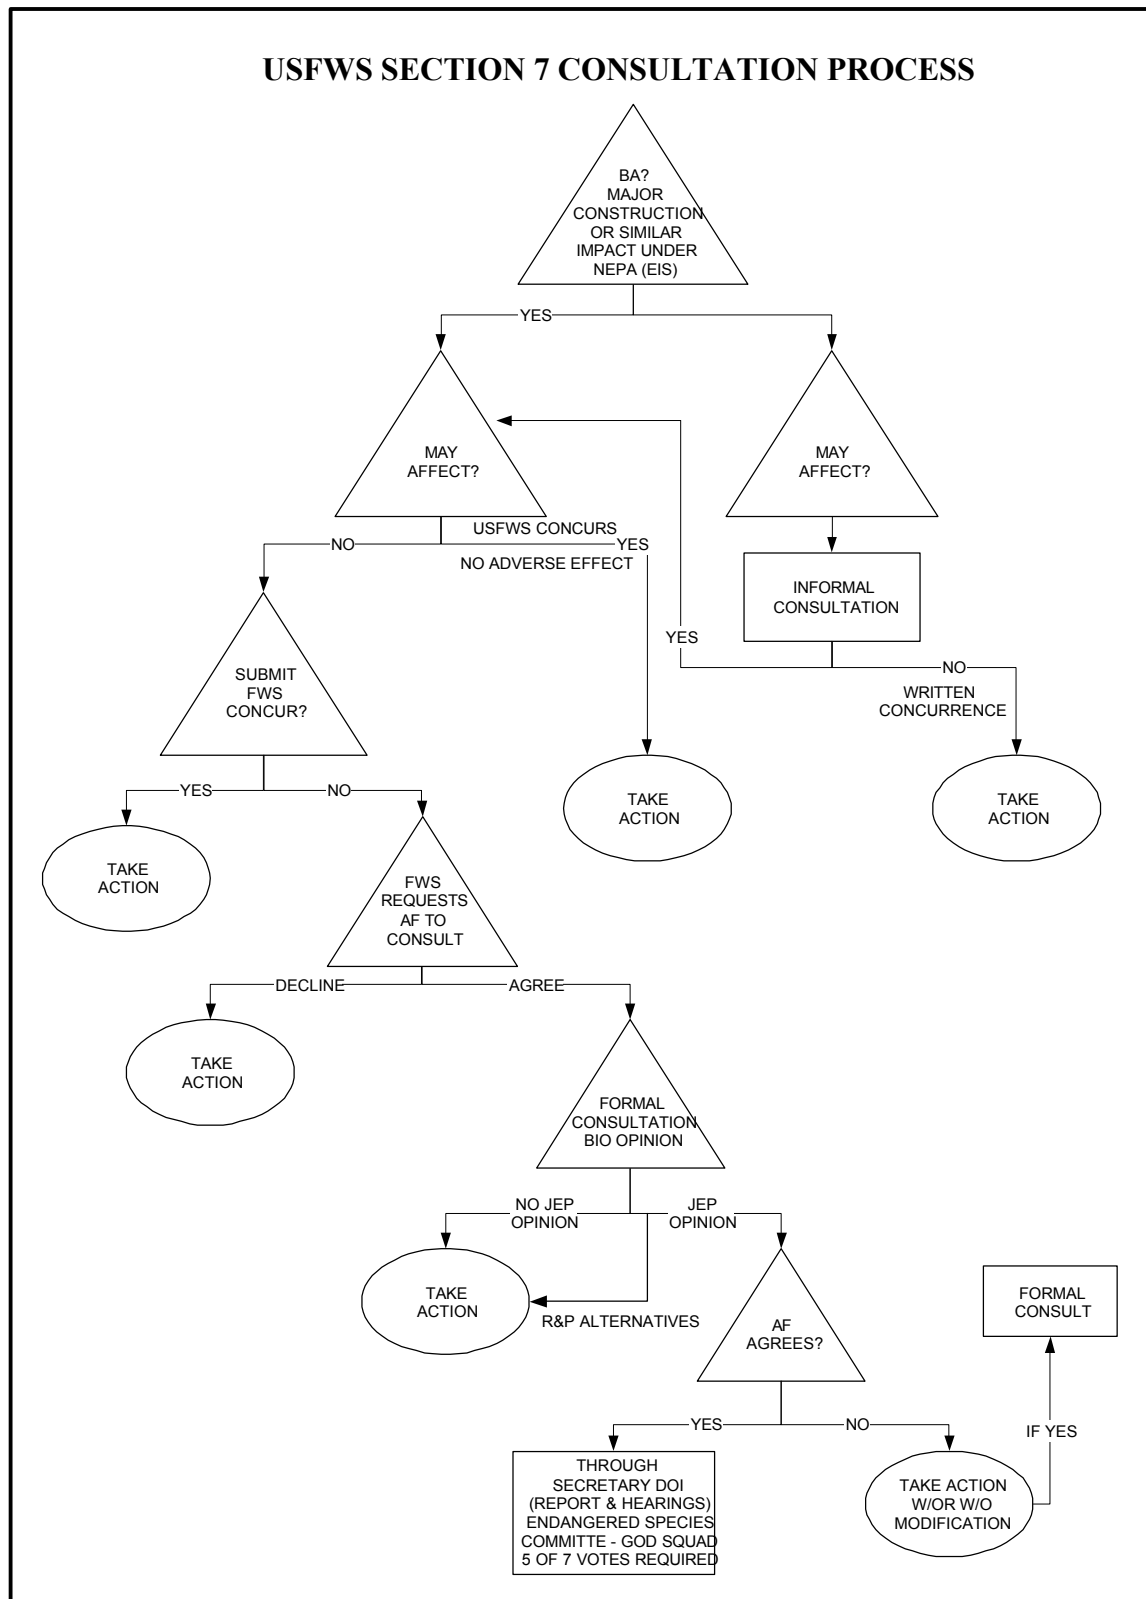 USFWS SECTION 7 CONSULTATION PROCESS
BA?
MAJOR
CONSTRUCTION
OR SIMILAR
IMPACT UNDER
NEPA (EIS)
YES
MAY
AFFECT?
MAY
AFFECT?
USFWS CONCURS
NO
YES
NO ADVERSE EFFECT
INFORMAL
CONSULTATION
YES
NO
WRITTEN
CONCURRENCE
SUBMIT
FWS
CONCUR?
YES
NO
TAKE
ACTION
TAKE
ACTION
TAKE
ACTION
FWS
REQUESTS
AF TO
CONSULT
DECLINE
AGREE
TAKE
ACTION
FORMAL
CONSULTATION
BIO OPINION
NO JEP
OPINION
JEP
OPINION
TAKE
ACTION
R&P ALTERNATIVES
AF
AGREES?
FORMAL
CONSULT
YES
NO
IF YES
THROUGH
SECRETARY DOI
(REPORT & HEARINGS)
ENDANGERED SPECIES
COMMITTE - GOD SQUAD
5 OF 7 VOTES REQUIRED
TAKE ACTION
W/OR W/O
MODIFICATION